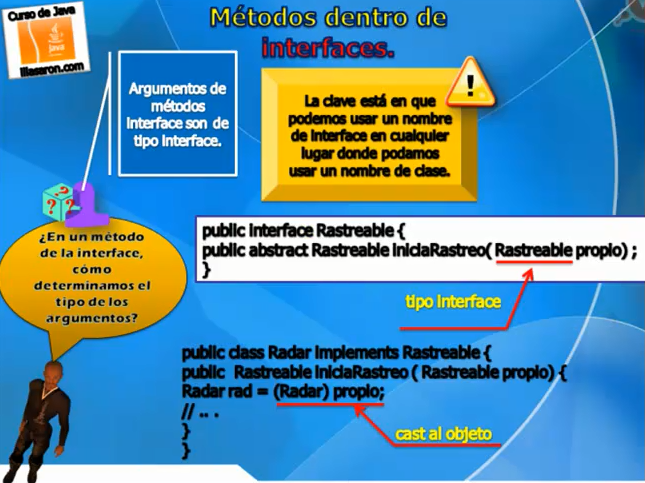 Métodos dentro de
interfaces.
Curso de Java
java
illasaron.com
Argumentos de
métodos
interface son de
tipo interface.
La clave está en que
podemos usar un nombre
de interface en cualquier
lugar donde podamos
usar un nombre de clase.
!
? ? ?
¿En un método
de la interface,
cómo
determinamos el
tipo de los
argumentos?
public interface Rastreable {
public abstract Rastreable iniciaRastreo( Rastreable propio) ;
}
tipo interface
public class Radar implements Rastreable {
public Rastreable iniciaRastreo ( Rastreable propio) {
Radar rad = (Radar) propio;
// .. .
}
}
cast al objeto